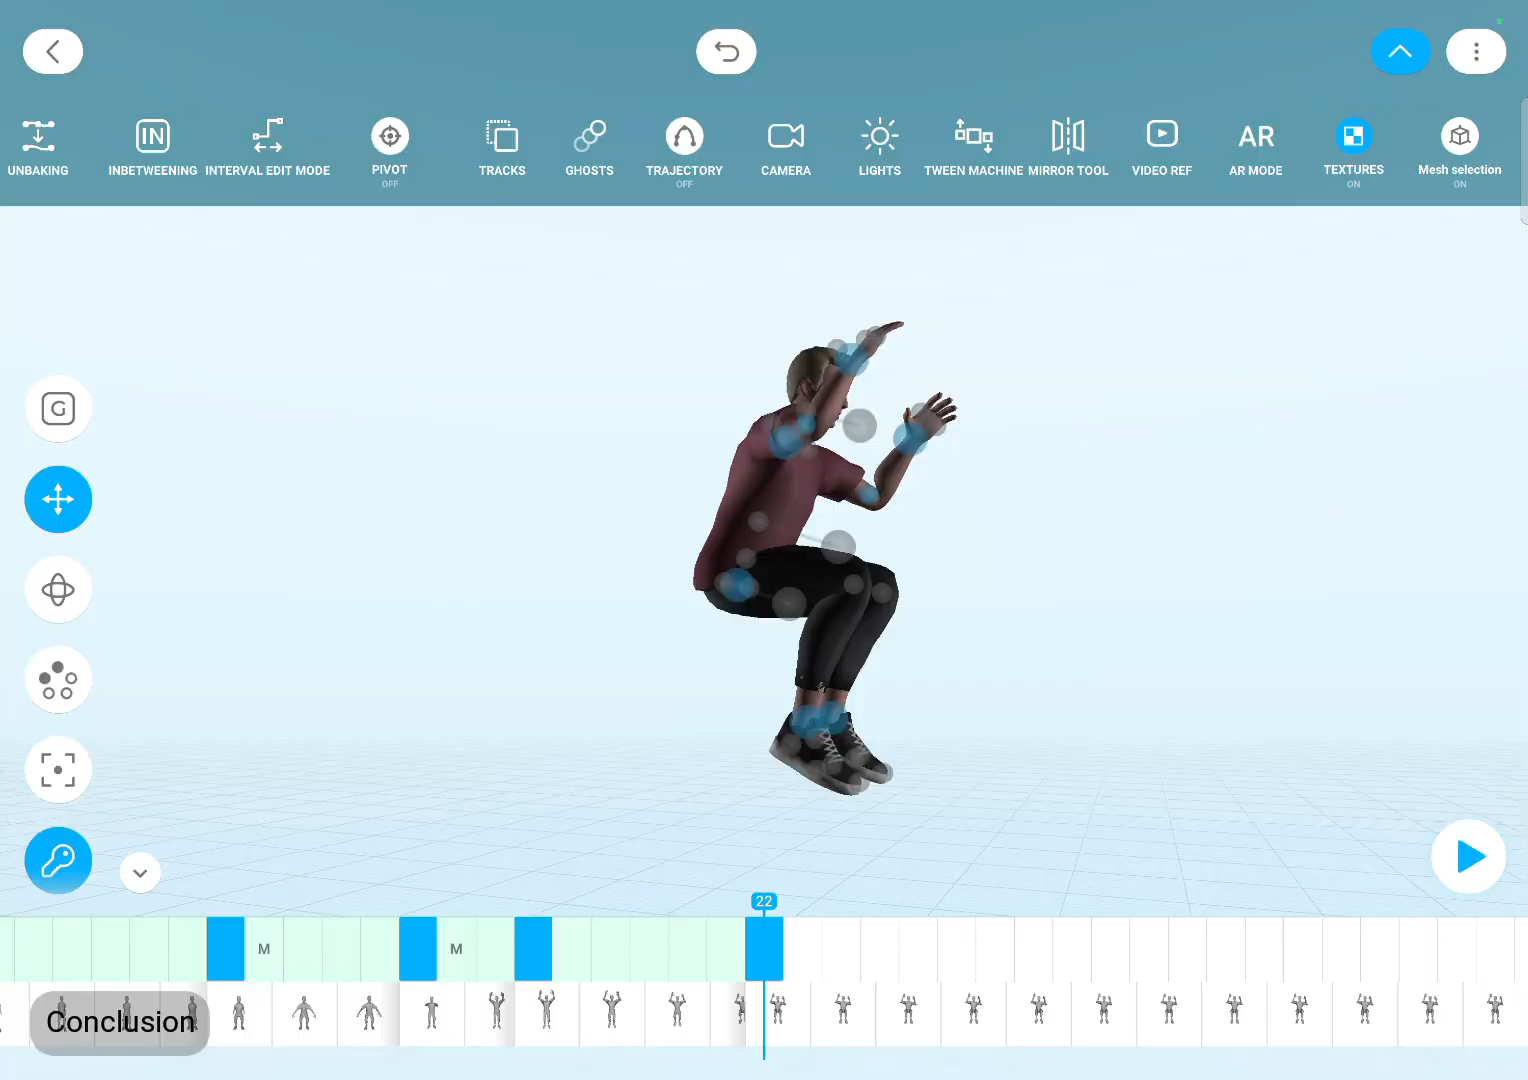 IN
UNBAKING
INBETWEENING
INTERVAL EDIT MODE
PIVOT
OFF
TRACKS
GHOSTS
TRAJECTORY
OFF
CAMERA
LIGHTS
TWEEN MACHINE
MIRROR TOOL
VIDEO REF
AR
AR MODE
TEXTURES
ON
Mesh selection
ON
G
22
M
M
Conclusion